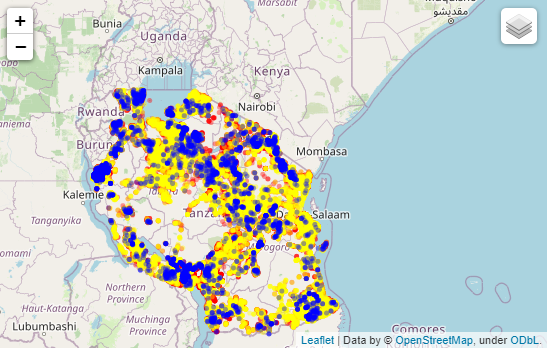 +
−
Bunia
Uganda
Kampala
Kenya
Marsabit
مقديشو
Nairobi
Rwanda
Mombasa
Kalemie
Tanganyika
Salaam
Northern
Province
Muchinga
Province
Haut-Katanga
Lubumbashi
Comores
Leaflet | Data by © OpenStreetMap, under ODbL.